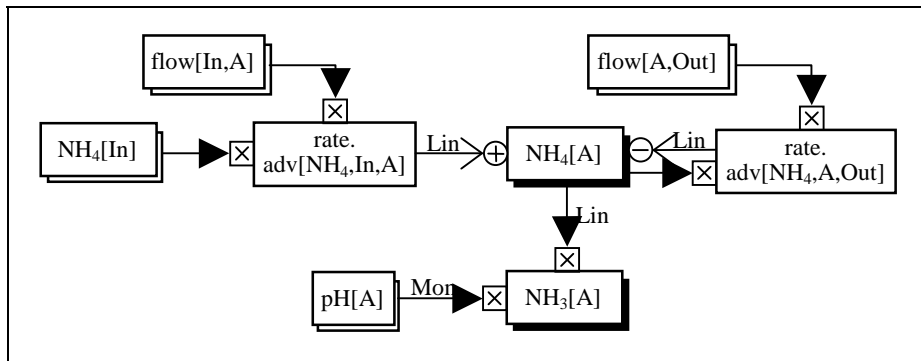 flow[In,A]
flow[A,Out]
NH₄[In]
rate.
adv[NH₄,In,A]
Lin
+
NH₄[A]
−
Lin
rate.
adv[NH₄,A,Out]
Lin
pH[A]
Mon
NH₃[A]